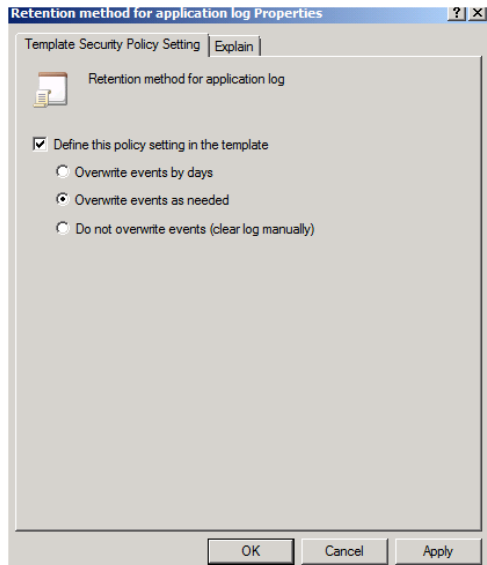 Retention method for application log Properties
Template Security Policy Setting Explain
Retention method for application log
Define this policy setting in the template
Overwrite events by days
Overwrite events as needed
Do not overwrite events (clear log manually)
OK Cancel Apply